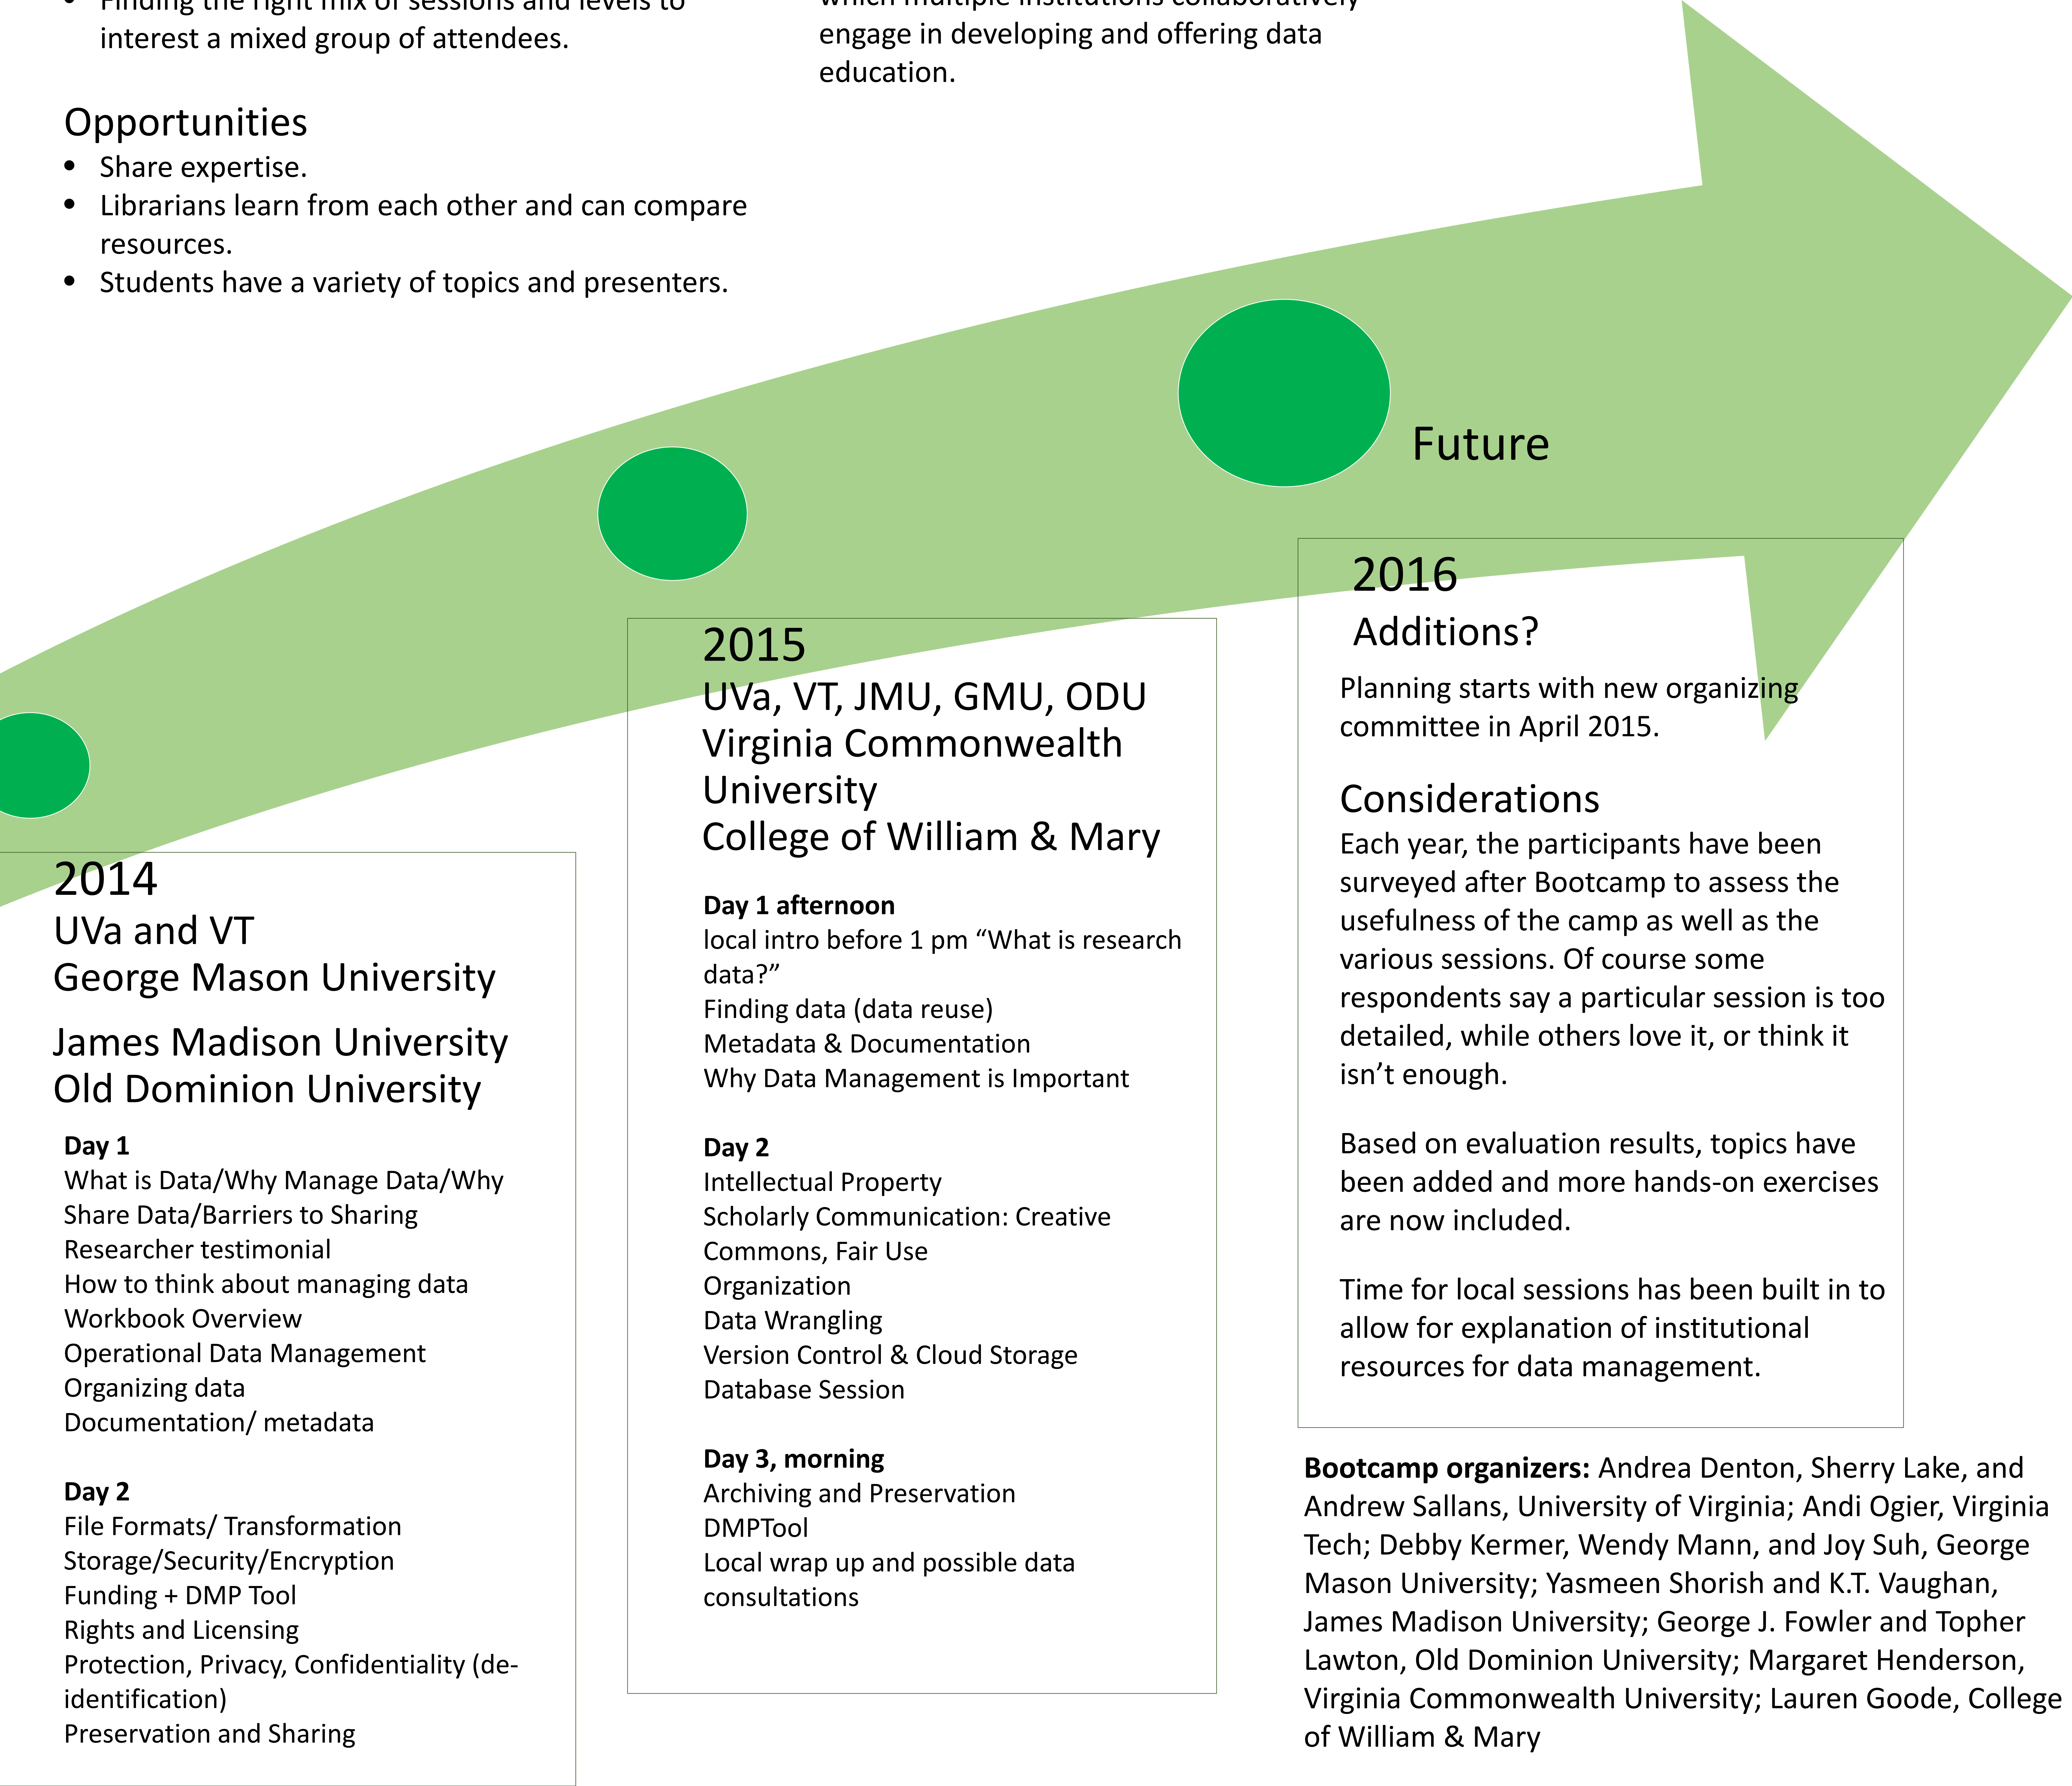 Finding the right mix of sessions and levels to
interest a mixed group of attendees.
Opportunities
• Share expertise.
• Librarians learn from each other and can compare
resources.
• Students have a variety of topics and presenters.
which multiple institutions collaboratively
engage in developing and offering data
education.
Future
2014
UVa and VT
George Mason University
James Madison University
Old Dominion University
Day 1
What is Data/Why Manage Data/Why
Share Data/Barriers to Sharing
Researcher testimonial
How to think about managing data
Workbook Overview
Operational Data Management
Organizing data
Documentation/ metadata
Day 2
File Formats/ Transformation
Storage/Security/Encryption
Funding + DMP Tool
Rights and Licensing
Protection, Privacy, Confidentiality (de-
identification)
Preservation and Sharing
2015
UVa, VT, JMU, GMU, ODU
Virginia Commonwealth
University
College of William & Mary
Day 1 afternoon
local intro before 1 pm “What is research
data?”
Finding data (data reuse)
Metadata & Documentation
Why Data Management is Important
Day 2
Intellectual Property
Scholarly Communication: Creative
Commons, Fair Use
Organization
Data Wrangling
Version Control & Cloud Storage
Database Session
Day 3, morning
Archiving and Preservation
DMPTool
Local wrap up and possible data
consultations
2016
Additions?
Planning starts with new organizing
committee in April 2015.
Considerations
Each year, the participants have been
surveyed after Bootcamp to assess the
usefulness of the camp as well as the
various sessions. Of course some
respondents say a particular session is too
detailed, while others love it, or think it
isn’t enough.
Based on evaluation results, topics have
been added and more hands-on exercises
are now included.
Time for local sessions has been built in to
allow for explanation of institutional
resources for data management.
Bootcamp organizers: Andrea Denton, Sherry Lake, and
Andrew Sallans, University of Virginia; Andi Ogier, Virginia
Tech; Debby Kermer, Wendy Mann, and Joy Suh, George
Mason University; Yasmeen Shorish and K.T. Vaughan,
James Madison University; George J. Fowler and Topher
Lawton, Old Dominion University; Margaret Henderson,
Virginia Commonwealth University; Lauren Goode, College
of William & Mary